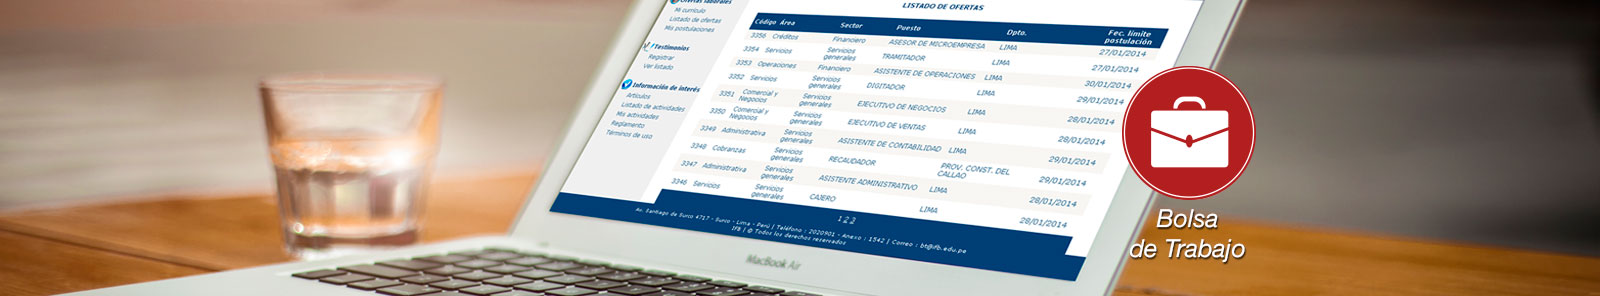 Ofertas laborales
Mi currículo
Listado de ofertas
Mis postulaciones
Testimonios
Registrar
Ver listado
Información de interés
Artículos
Listado de actividades
Mis actividades
Reglamento
Términos de uso
LISTADO DE OFERTAS
Código Área Sector Puesto Dpto. Fec. límite postulación
3356 Créditos Financiero ASESOR DE MICROEMPRESA LIMA 27/01/2014
3354 Servicios Servicios generales TRAMITADOR LIMA 27/01/2014
3353 Operaciones Financiero ASISTENTE DE OPERACIONES LIMA 30/01/2014
3352 Servicios Servicios generales DIGITADOR LIMA 29/01/2014
3351 Comercial y Negocios Servicios generales EJECUTIVO DE NEGOCIOS LIMA 28/01/2014
3350 Comercial y Negocios Servicios generales EJECUTIVO DE VENTAS LIMA 28/01/2014
3349 Administrativa Servicios generales ASISTENTE DE CONTABILIDAD LIMA 29/01/2014
3348 Cobranzas Servicios generales RECAUDADOR PROV. CONST. DEL CALLAO 29/01/2014
3347 Administrativa Servicios generales ASISTENTE ADMINISTRATIVO LIMA 28/01/2014
3346 Servicios Servicios generales CAJERO LIMA 28/01/2014
1 2 3
Av. Santiago de Surco 4717 - Surco - Lima - Perú | Teléfono : 2020901 - Anexo : 1542 | Correo : bt@ifb.edu.pe
IFB | © Todos los derechos reservados
MacBook Air
Bolsa
de Trabajo